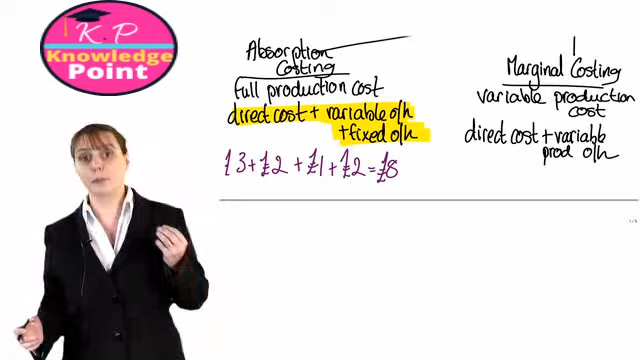 K.P
Knowledge
Point
Absorption
Costing
full production cost
direct cost + variable o/h
+ fixed o/h
£3 + £2 + £1 + £2 = £8
Marginal Costing
variable production
cost
direct cost + variable
prod o/h